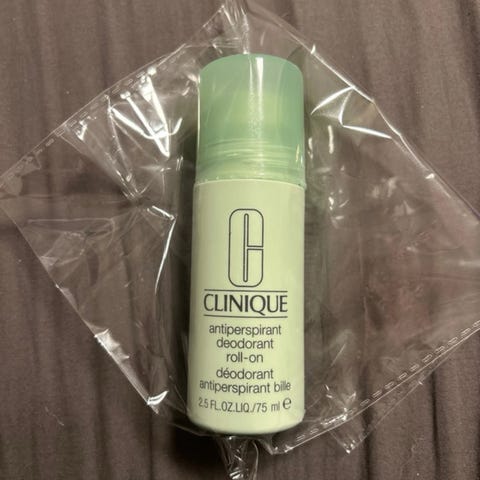 C
CLINIQUE
antiperspirant
deodorant
roll-on
déodorant
antiperspirant bille
2.5 FL.OZ.LIQ./75 ml ℮